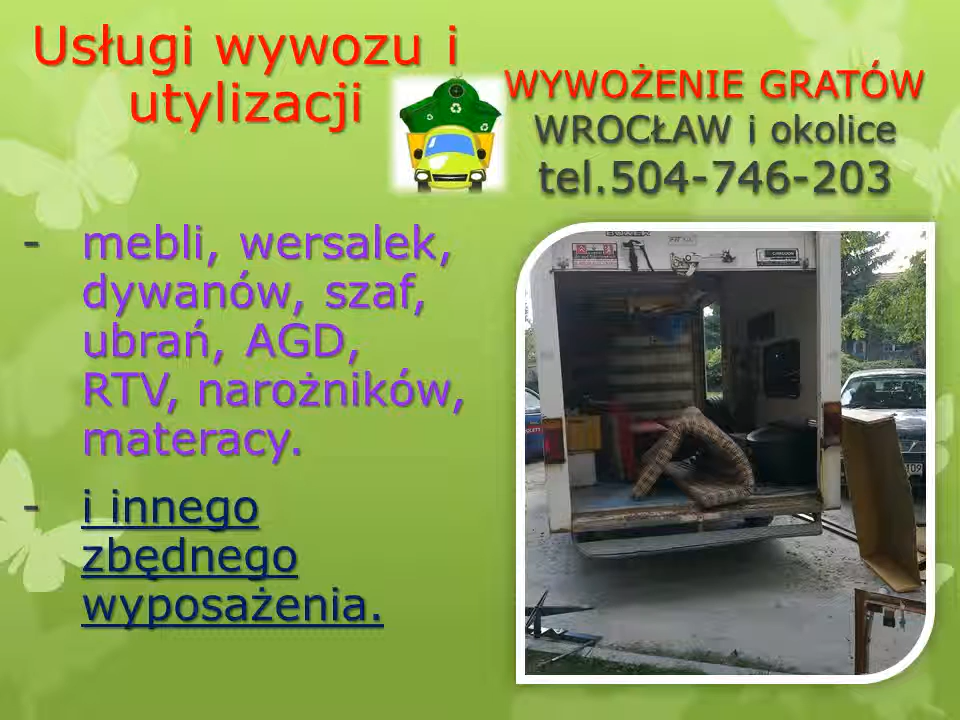 Usługi wywozu i
utylizacji
WYWOŻENIE GRATÓW
WROCŁAW i okolice
tel.504-746-203
- mebli, wersalek,
dywanów, szaf,
ubrań, AGD,
RTV, narożników,
materacy.
- i innego
zbędnego
wyposażenia.